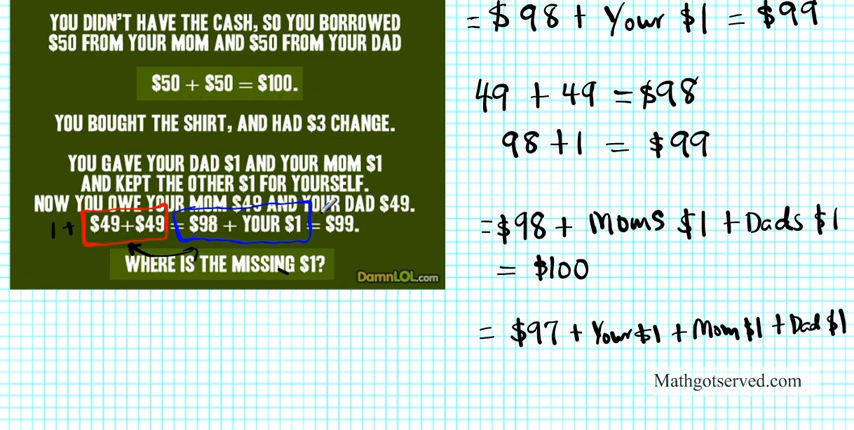 YOU DIDN'T HAVE THE CASH, SO YOU BORROWED
$50 FROM YOUR MOM AND $50 FROM YOUR DAD
$50 + $50 = $100.
YOU BOUGHT THE SHIRT, AND HAD $3 CHANGE.
YOU GAVE YOUR DAD $1 AND YOUR MOM $1
AND KEPT THE OTHER $1 FOR YOURSELF.
NOW YOU OWE YOUR MOM $49 AND YOUR DAD $49.
1 + $49+$49 = $98 + YOUR $1 = $99.
WHERE IS THE MISSING $1?
DamnLOL.com
= $98 + Your $1 = $99
49 + 49 = $98
98 + 1 = $99
= $98 + Moms $1 + Dads $1
= $100
= $97 + Your $1 + Mom $1 + Dad $1
Mathgotserved.com